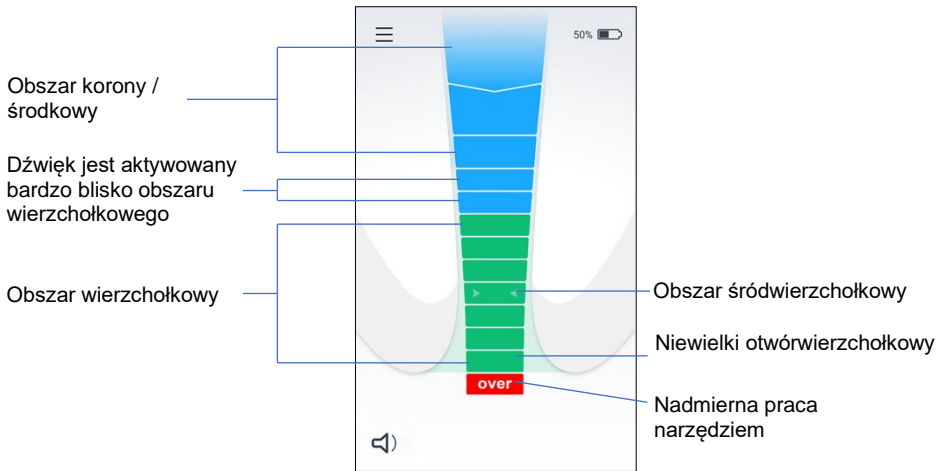 50%
Obszar korony /
środkowy
Dźwięk jest aktywowany
bardzo blisko obszaru
wierzchołkowego
Obszar wierzchołkowy
Obszar śródwierzchołkowy
Niewielki otwórwierzchołkowy
over
Nadmierna praca
narzędziem